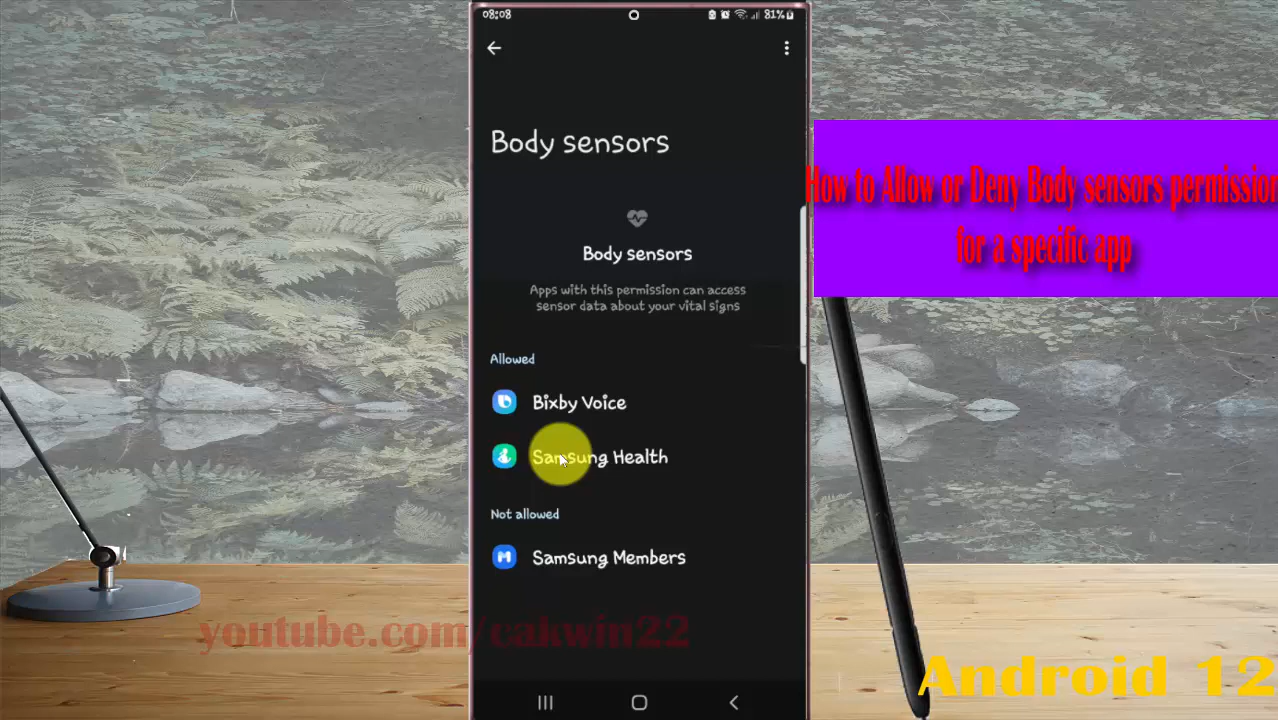 08:08
81%
Body sensors
Body sensors
Apps with this permission can access
sensor data about your vital signs
Allowed
Bixby Voice
Samsung Health
Not allowed
Samsung Members
How to Allow or Deny Body sensors permission
for a specific app
youtube.com/cakwin22
Android 12